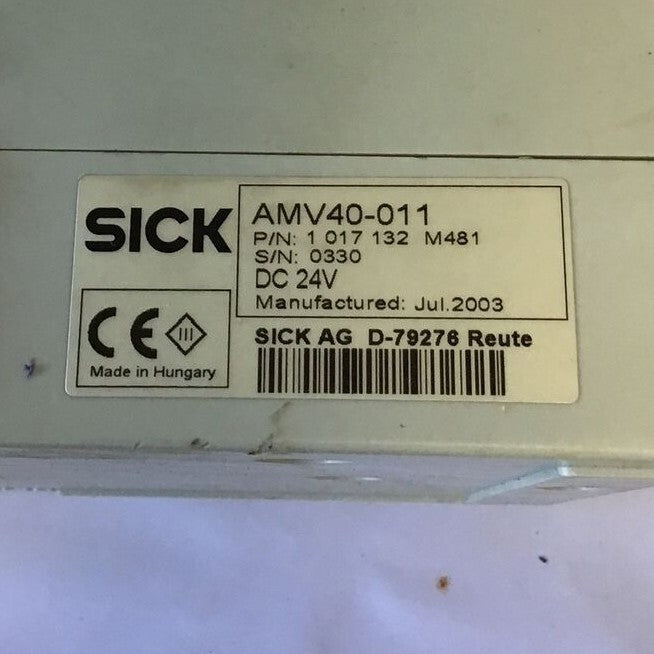 SICK
AMV40-011
P/N: 1 017 132 M481
S/N: 0330
DC 24V
Manufactured: Jul.2003
CE III
Made in Hungary
SICK AG D-79276 Reute